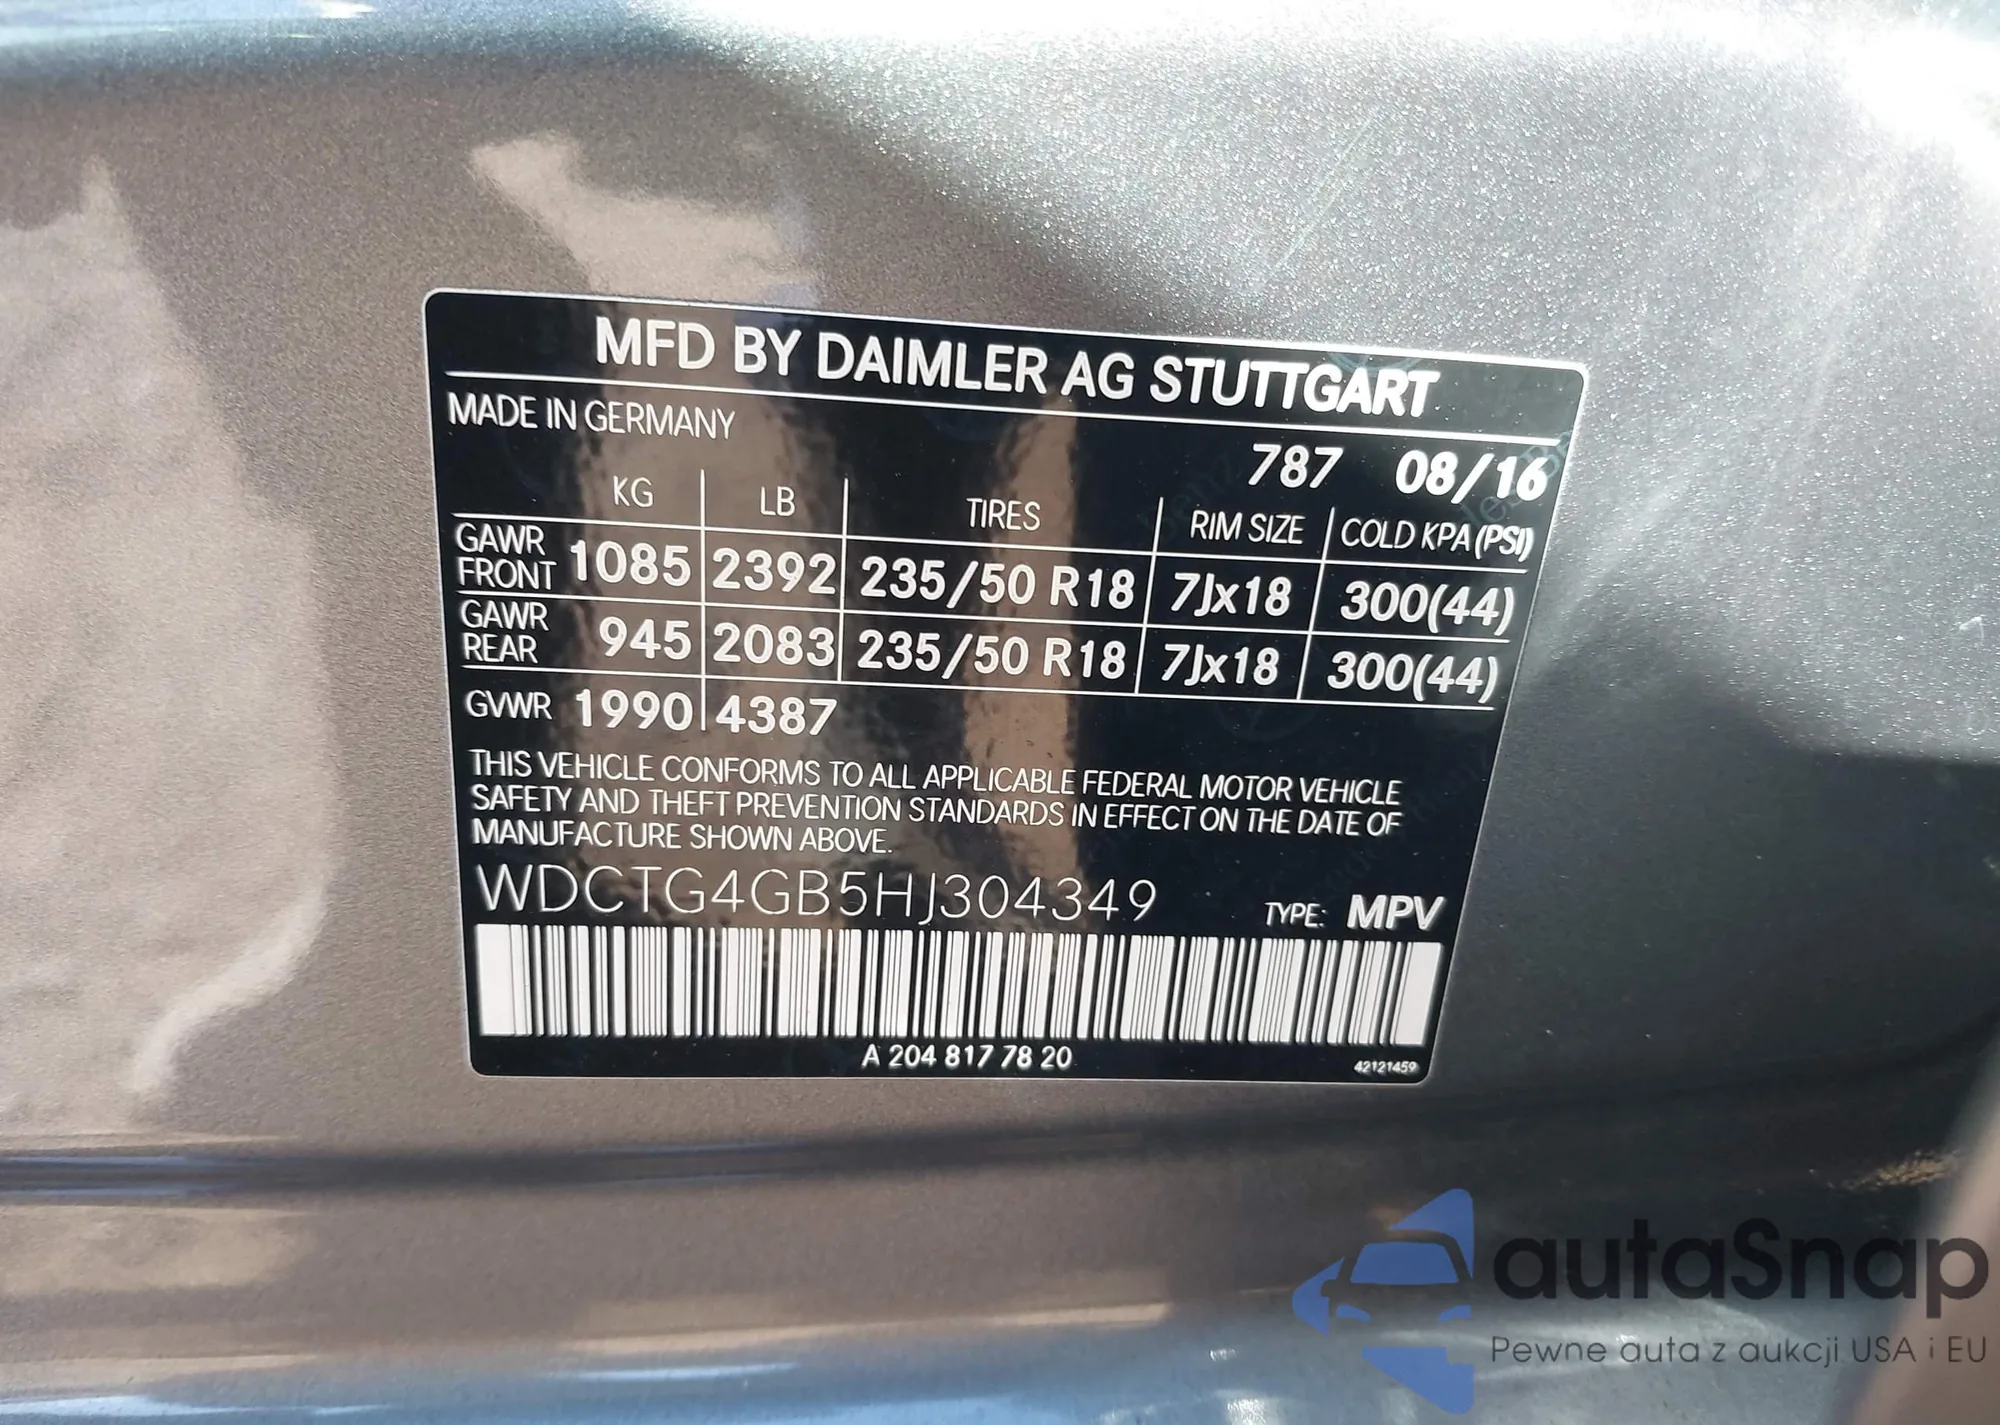 MFD BY DAIMLER AG STUTTGART
MADE IN GERMANY
787 08/16
KG LB TIRES RIM SIZE COLD KPA (PSI)
GAWR FRONT 1085 2392 235/50 R18 7Jx18 300(44)
GAWR REAR 945 2083 235/50 R18 7Jx18 300(44)
GVWR 1990 4387
THIS VEHICLE CONFORMS TO ALL APPLICABLE FEDERAL MOTOR VEHICLE
SAFETY AND THEFT PREVENTION STANDARDS IN EFFECT ON THE DATE OF
MANUFACTURE SHOWN ABOVE.
WDCTG4GB5HJ304349 TYPE: MPV
A 204 817 78 20 42121459
autaSnap
Pewne auta z aukcji USA i EU